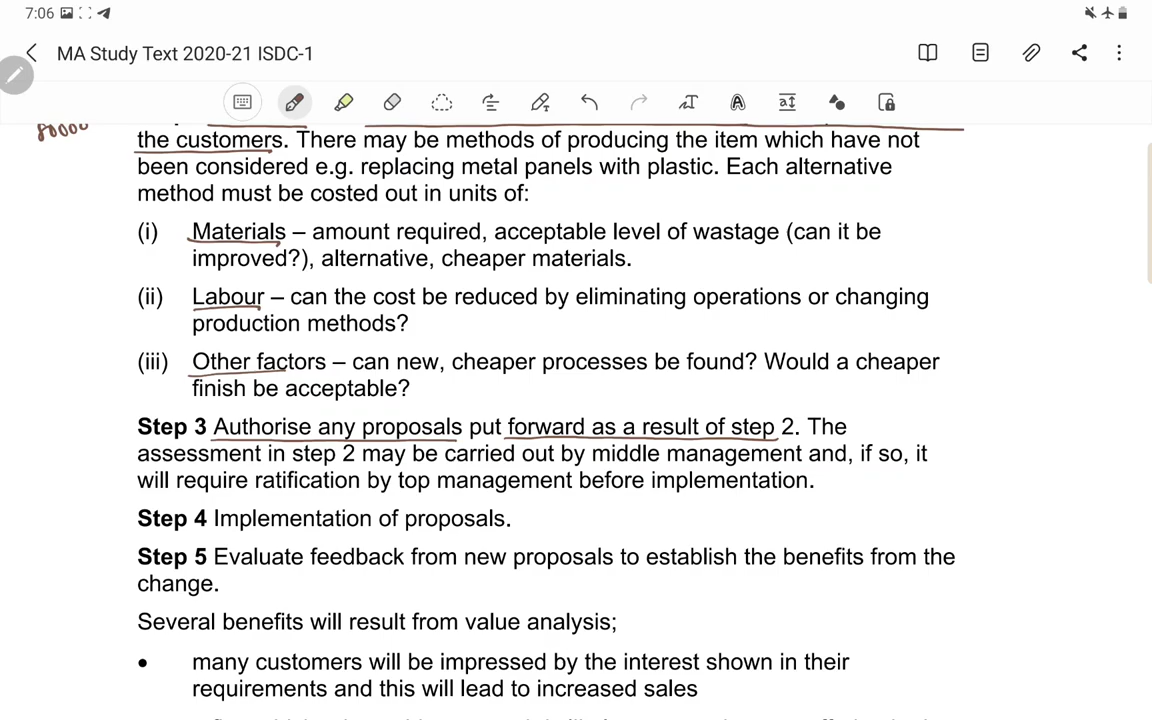 7:06
MA Study Text 2020-21 ISDC-1
80000
the customers. There may be methods of producing the item which have not
been considered e.g. replacing metal panels with plastic. Each alternative
method must be costed out in units of:
(i) Materials – amount required, acceptable level of wastage (can it be
improved?), alternative, cheaper materials.
(ii) Labour – can the cost be reduced by eliminating operations or changing
production methods?
(iii) Other factors – can new, cheaper processes be found? Would a cheaper
finish be acceptable?
Step 3 Authorise any proposals put forward as a result of step 2. The
assessment in step 2 may be carried out by middle management and, if so, it
will require ratification by top management before implementation.
Step 4 Implementation of proposals.
Step 5 Evaluate feedback from new proposals to establish the benefits from the
change.
Several benefits will result from value analysis;
• many customers will be impressed by the interest shown in their
requirements and this will lead to increased sales